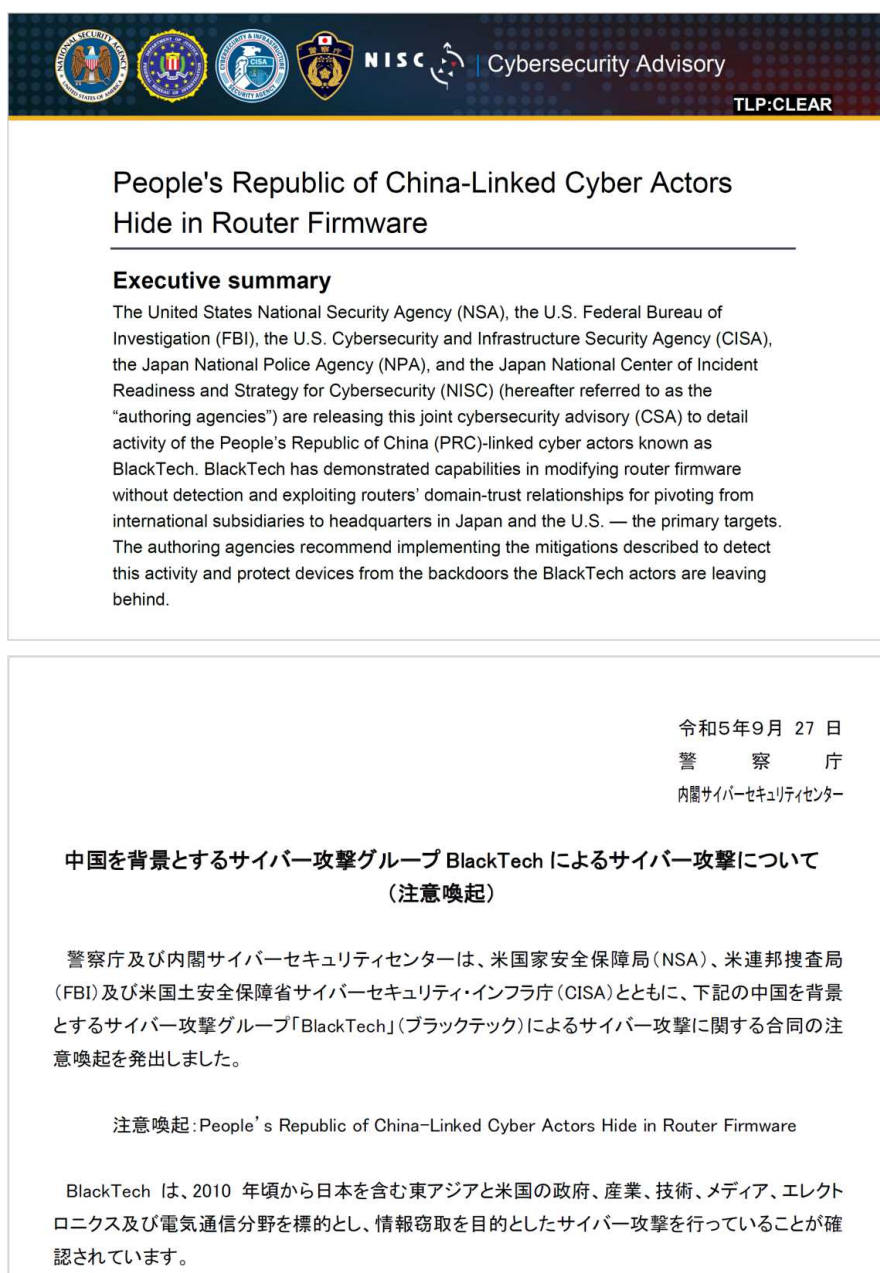 NATIONAL SECURITY AGENCY
UNITED STATES OF AMERICA
DEPARTMENT OF JUSTICE
FEDERAL BUREAU OF INVESTIGATION
CYBERSECURITY & INFRASTRUCTURE
CISA
SECURITY AGENCY
警察庁
NISC | Cybersecurity Advisory
TLP:CLEAR
People's Republic of China-Linked Cyber Actors
Hide in Router Firmware
Executive summary
The United States National Security Agency (NSA), the U.S. Federal Bureau of
Investigation (FBI), the U.S. Cybersecurity and Infrastructure Security Agency (CISA),
the Japan National Police Agency (NPA), and the Japan National Center of Incident
Readiness and Strategy for Cybersecurity (NISC) (hereafter referred to as the
“authoring agencies”) are releasing this joint cybersecurity advisory (CSA) to detail
activity of the People’s Republic of China (PRC)-linked cyber actors known as
BlackTech. BlackTech has demonstrated capabilities in modifying router firmware
without detection and exploiting routers’ domain-trust relationships for pivoting from
international subsidiaries to headquarters in Japan and the U.S. — the primary targets.
The authoring agencies recommend implementing the mitigations described to detect
this activity and protect devices from the backdoors the BlackTech actors are leaving
behind.
令和5年9月 27 日
警 察 庁
内閣サイバーセキュリティセンター
中国を背景とするサイバー攻撃グループ BlackTech によるサイバー攻撃について
（注意喚起）
警察庁及び内閣サイバーセキュリティセンターは、米国家安全保障局（NSA）、米連邦捜査局
（FBI）及び米国土安全保障省サイバーセキュリティ・インフラ庁（CISA）とともに、下記の中国を背景
とするサイバー攻撃グループ「BlackTech」（ブラックテック）によるサイバー攻撃に関する合同の注
意喚起を発出しました。
注意喚起：People’s Republic of China-Linked Cyber Actors Hide in Router Firmware
BlackTech は、2010 年頃から日本を含む東アジアと米国の政府、産業、技術、メディア、エレクト
ロニクス及び電気通信分野を標的とし、情報窃取を目的としたサイバー攻撃を行っていることが確
認されています。